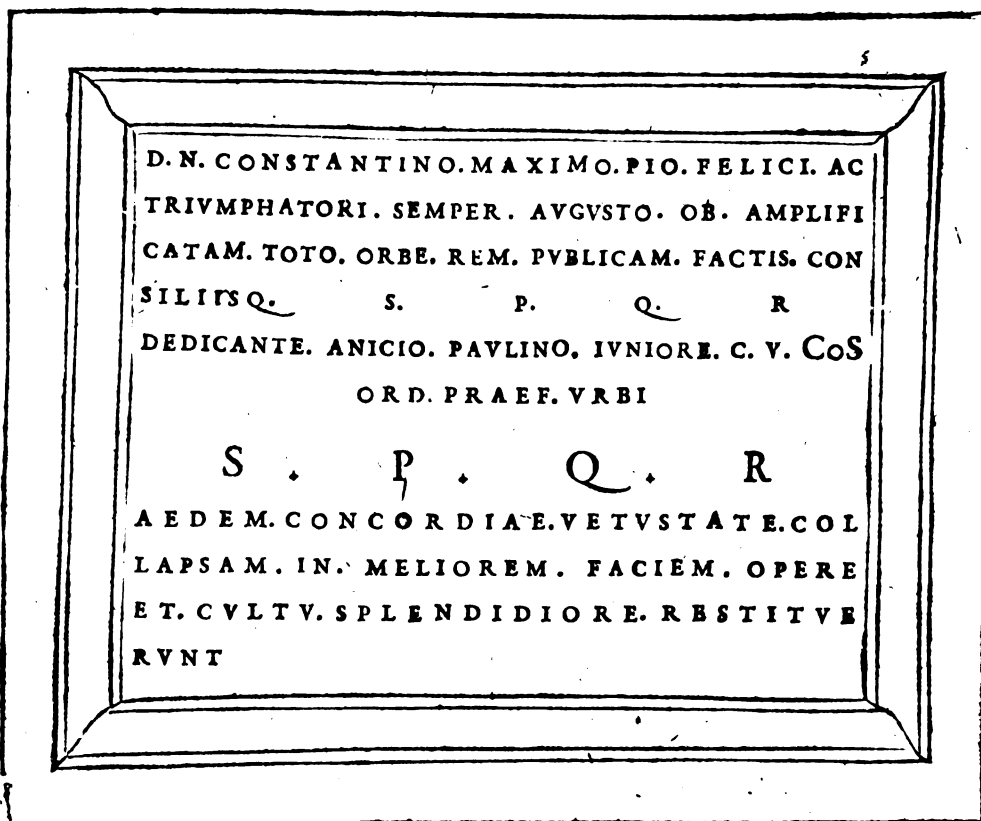 D. N. CONSTANTINO. MAXIMO. PIO. FELICI. AC
TRIVMPHATORI. SEMPER. AVGVSTO. OB. AMPLIFI
CATAM. TOTO. ORBE. REM. PVBLICAM. FACTIS. CON
SILIISQ. S. P. Q. R
DEDICANTE. ANICIO. PAVLINO. IVNIORE. C. V. COS
ORD. PRAEF. VRBI
S . P . Q . R
AEDEM. CONCORDIAE. VETVSTATE. COL
LAPSAM. IN. MELIOREM. FACIEM. OPERE
ET. CVLTV. SPLENDIDIORE. RESTITVE
RVNT